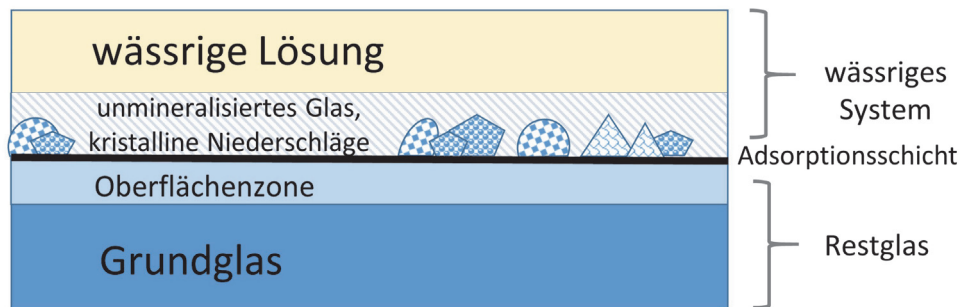 wässrige Lösung
unmineralisiertes Glas,
kristalline Niederschläge
Oberflächenzone
Grundglas
wässriges
System
Adsorptionsschicht
Restglas